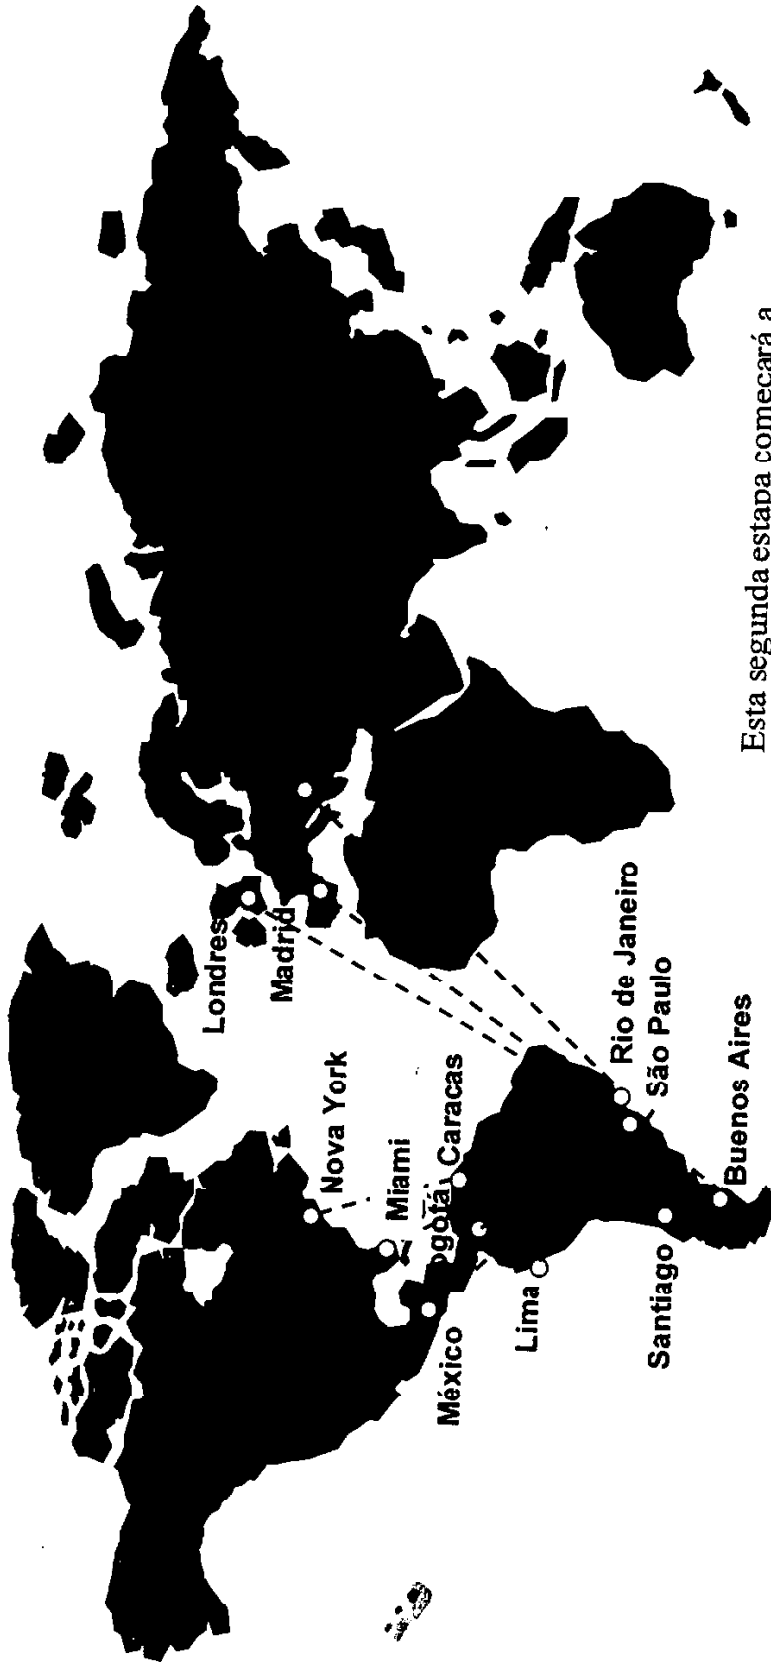 Londres
Madrid
Nova York
Miami
Caracas
México
Lima
Rio de Janeiro
São Paulo
Santiago
Buenos Aires
Esta segunda estapa começará a